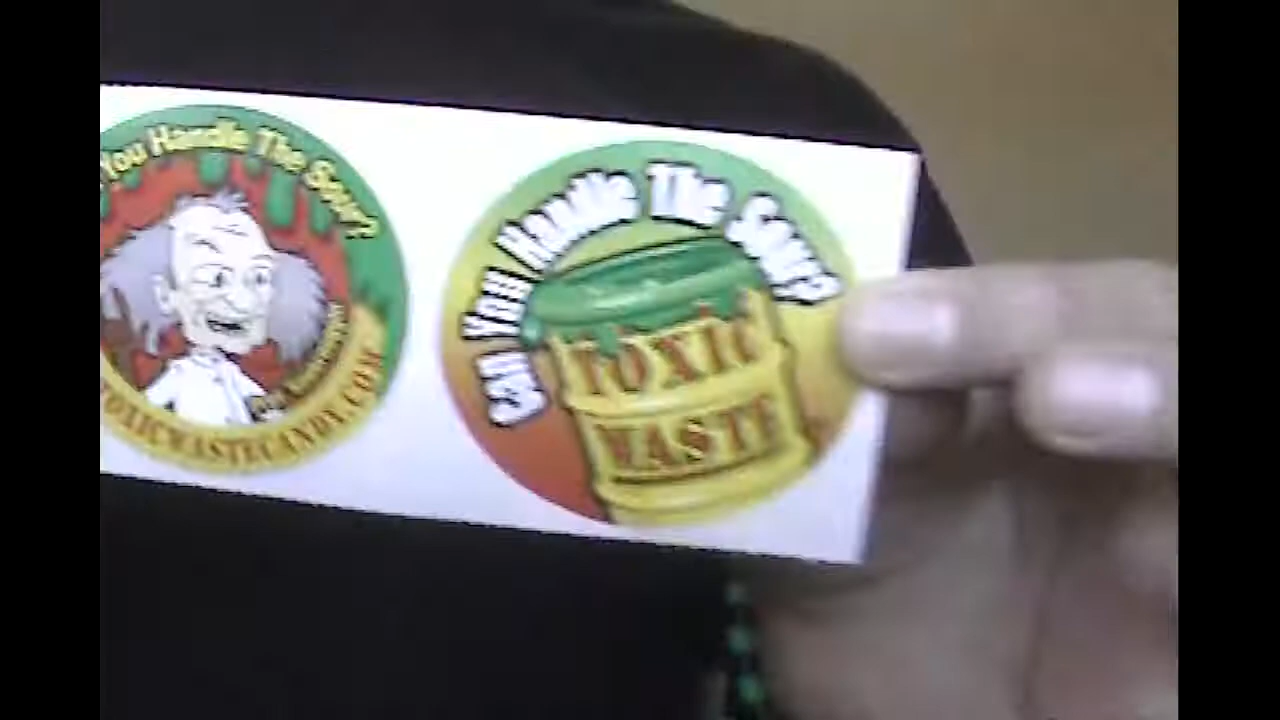 You Handle The Sour?
TOXICWASTECANDY.COM
Can You Handle The Sour?
TOXIC
WASTE